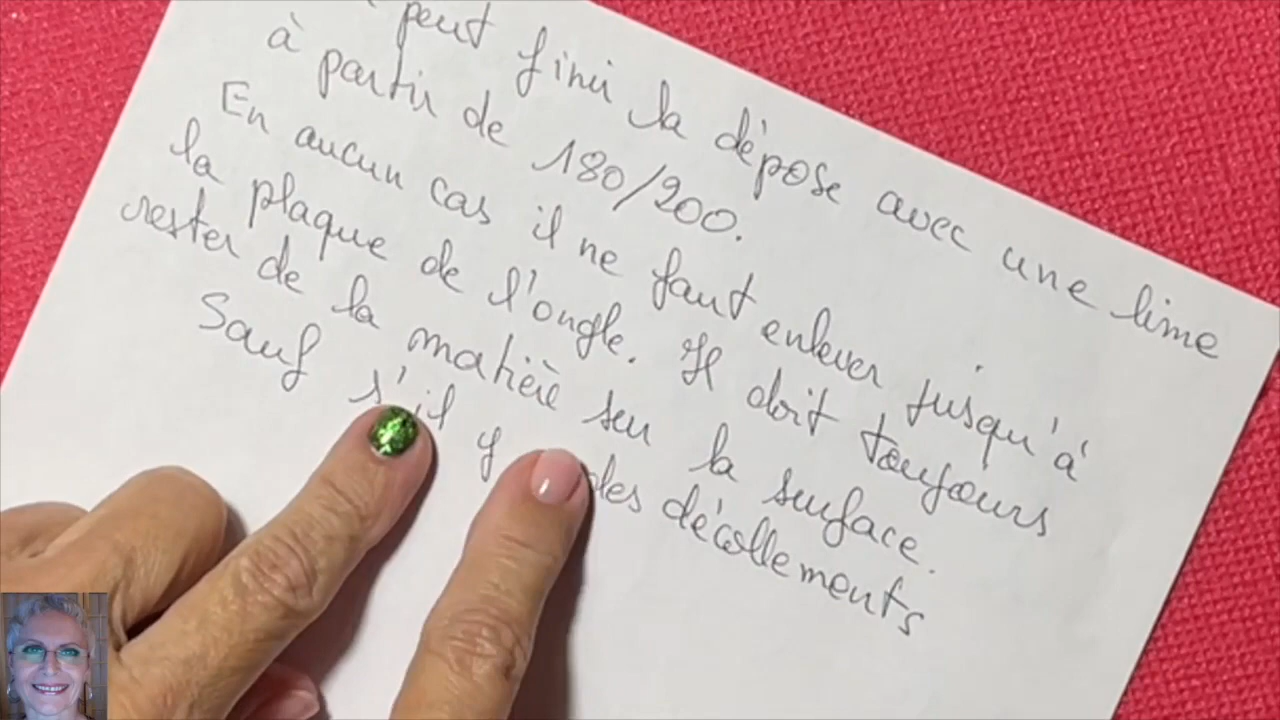 peut finir la dépose avec une lime
à partir de 180/200.
En aucun cas il ne faut enlever jusqu'à
la plaque de l'ongle. Il doit toujours
rester de la matière sur la surface.
Sauf s'il y des décollements